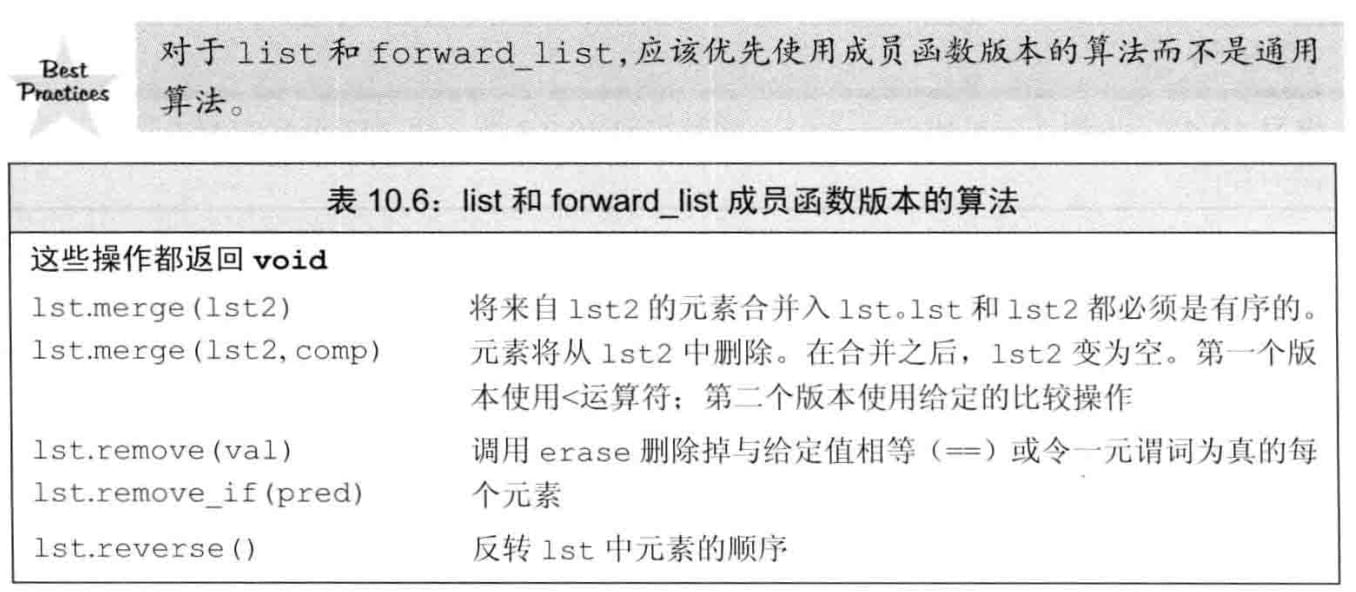 对于 list 和 forward_list,应该优先使用成员函数版本的算法而不是通用
Best
Practices
算法。
表 10.6：list 和 forward_list 成员函数版本的算法
这些操作都返回 void
lst.merge(lst2) 将来自 lst2 的元素合并入 lst。lst 和 lst2 都必须是有序的。
lst.merge(lst2,comp) 元素将从 lst2 中删除。在合并之后，lst2 变为空。第一个版
本使用<运算符；第二个版本使用给定的比较操作
lst.remove(val) 调用 erase 删除掉与给定值相等（==）或令一元谓词为真的每
lst.remove_if(pred) 个元素
lst.reverse() 反转 lst 中元素的顺序